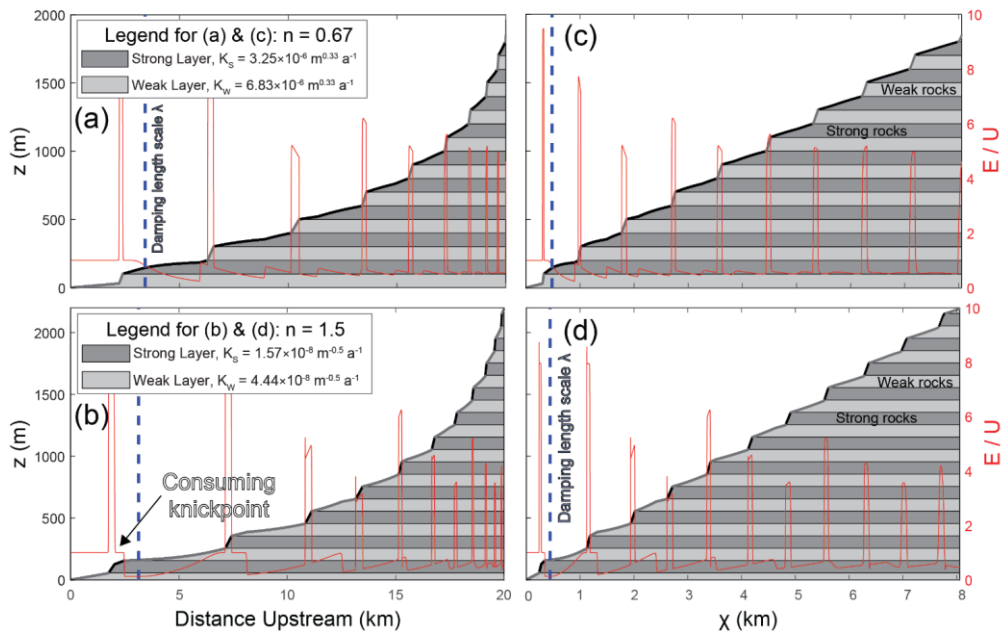 2000
1500
1000
500
0
z (m)
Legend for (a) & (c): n = 0.67
Strong Layer, K_S = 3.25×10⁻⁶ m⁰·³³ a⁻¹
Weak Layer, K_W = 6.83×10⁻⁶ m⁰·³³ a⁻¹
(a)
Damping length scale λ
(c)
Weak rocks
Strong rocks
10
8
6
4
2
0
E / U
2000
1500
1000
500
0
z (m)
Legend for (b) & (d): n = 1.5
Strong Layer, K_S = 1.57×10⁻⁸ m⁻⁰·⁵ a⁻¹
Weak Layer, K_W = 4.44×10⁻⁸ m⁻⁰·⁵ a⁻¹
(b)
Consuming
knickpoint
0 5 10 15 20
Distance Upstream (km)
(d)
Damping length scale λ
Weak rocks
Strong rocks
10
8
6
4
2
0
E / U
0 1 2 3 4 5 6 7 8
χ (km)